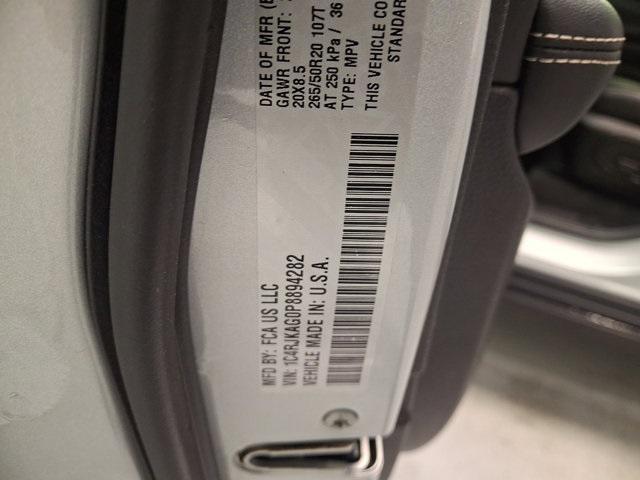 MFD BY: FCA US LLC
DATE OF MFR
VIN: 1C4RJKAG0P8894282
GAWR FRONT:
VEHICLE MADE IN: U.S.A.
20X8.5
265/50R20 107T
AT 250 kPa / 36
TYPE: MPV
THIS VEHICLE CO
STANDARD